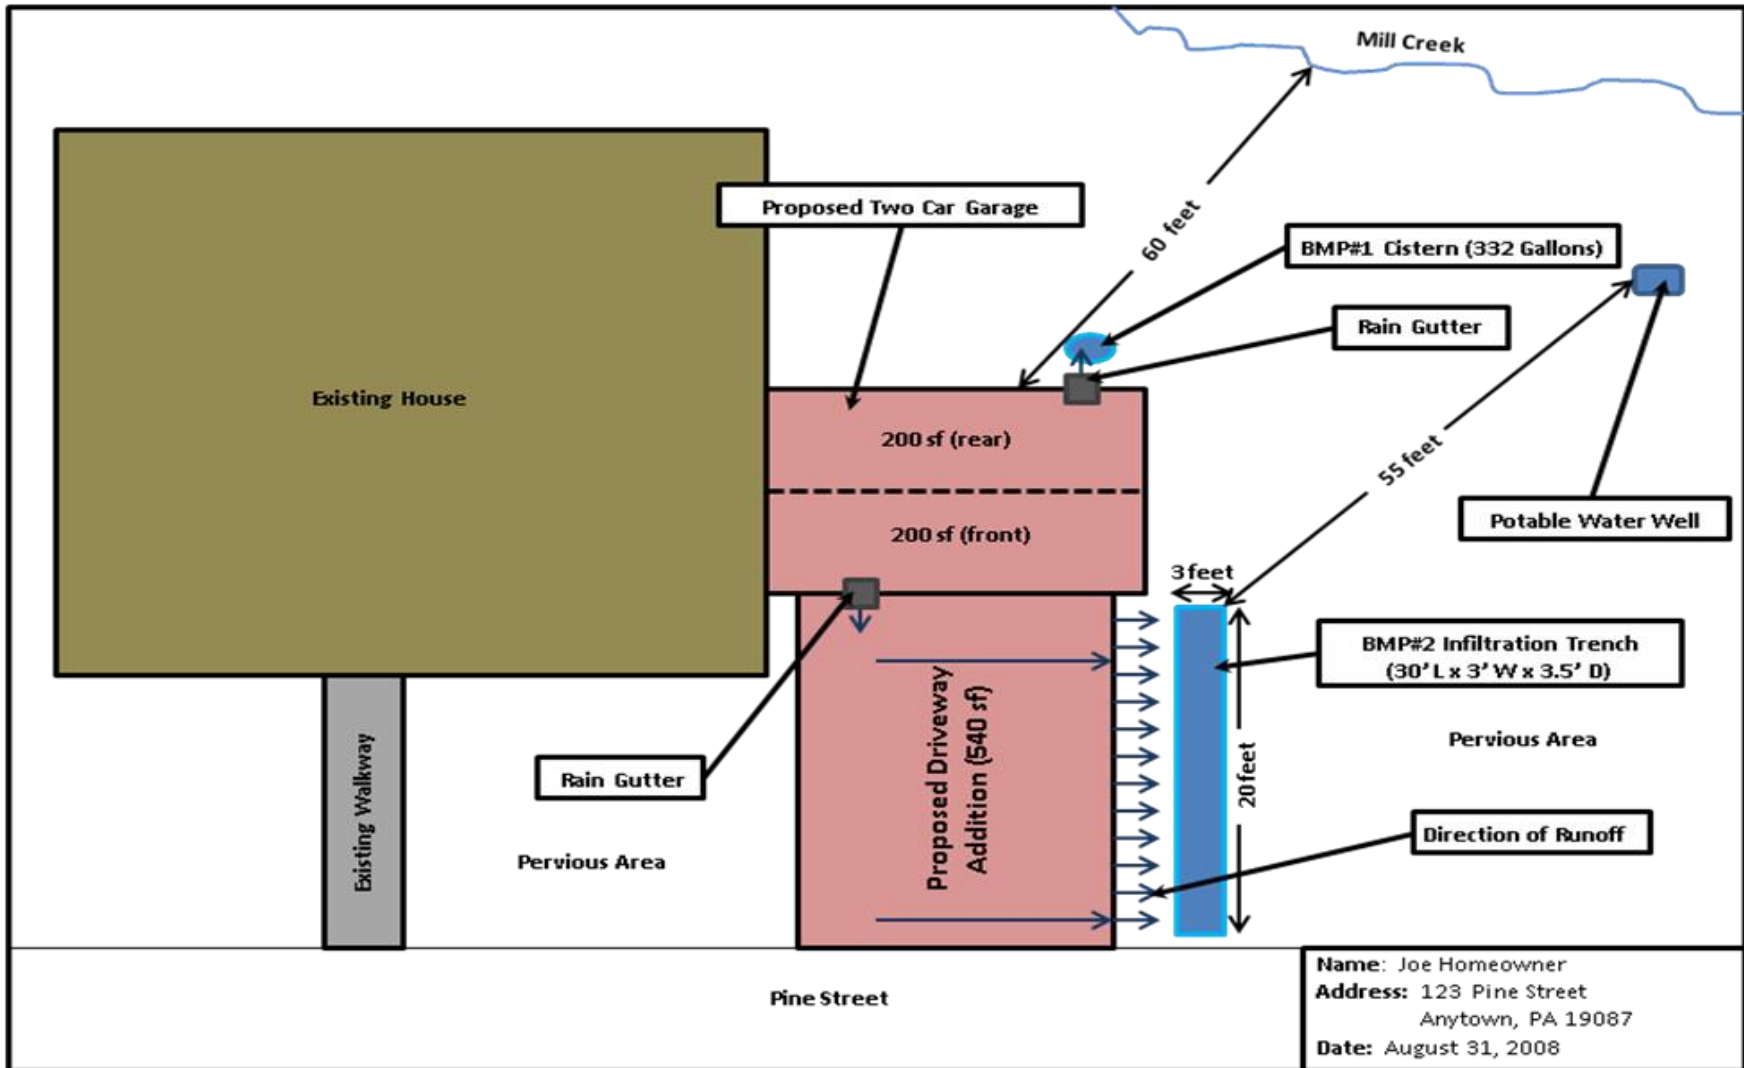 Mill Creek
Proposed Two Car Garage
60 feet
BMP#1 Cistern (332 Gallons)
Rain Gutter
Existing House
200 sf (rear)
55 feet
Potable Water Well
200 sf (front)
3 feet
BMP#2 Infiltration Trench
(30' L x 3' W x 3.5' D)
Proposed Driveway
Addition (540 sf)
Pervious Area
20 feet
Existing Walkway
Rain Gutter
Direction of Runoff
Pervious Area
Pine Street
Name: Joe Homeowner
Address: 123 Pine Street
Anytown, PA 19087
Date: August 31, 2008